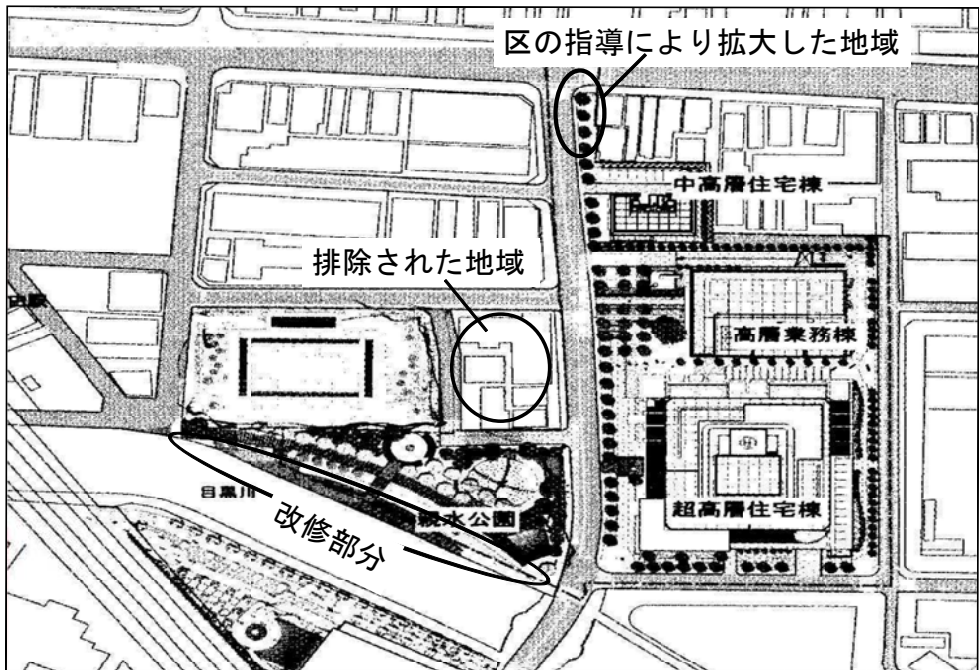 区の指導により拡大した地域
中高層住宅棟
排除された地域
高層業務棟
目黒川
親水公園
改修部分
超高層住宅棟